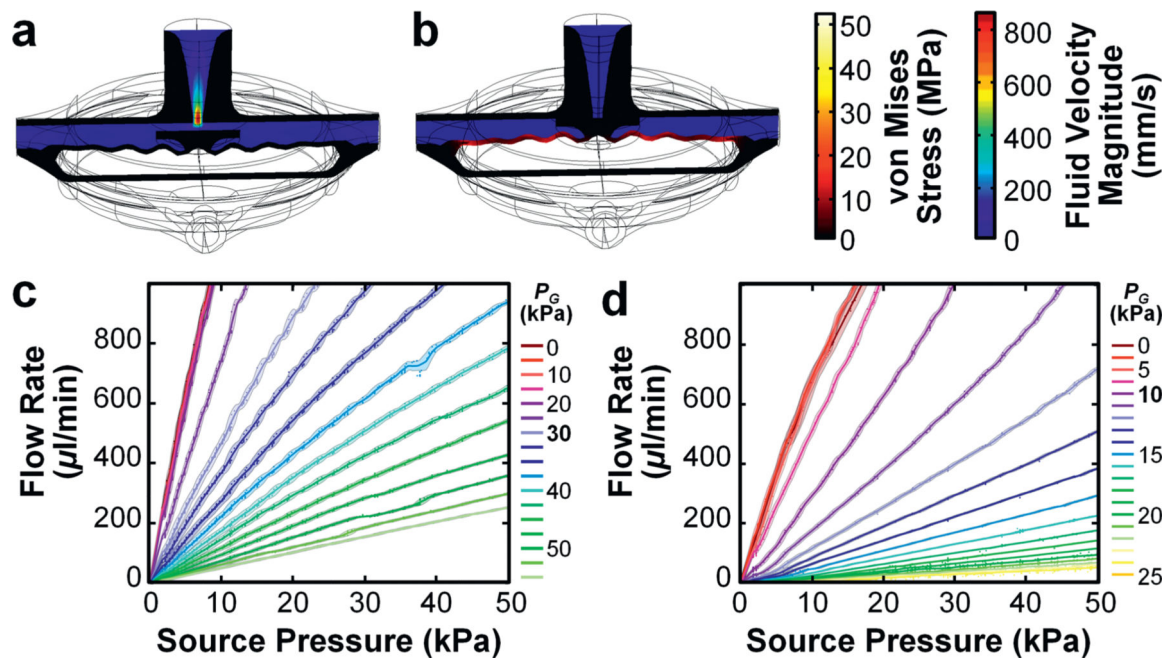 a
b
50
40
30
20
10
0
von Mises
Stress (MPa)
800
600
400
200
0
Fluid Velocity
Magnitude
(mm/s)
c
800
600
400
200
0
Flow Rate
(µl/min)
0 10 20 30 40 50
Source Pressure (kPa)
P_G
(kPa)
0
10
20
30
40
50
d
800
600
400
200
0
Flow Rate
(µl/min)
0 10 20 30 40 50
Source Pressure (kPa)
P_G
(kPa)
0
5
10
15
20
25